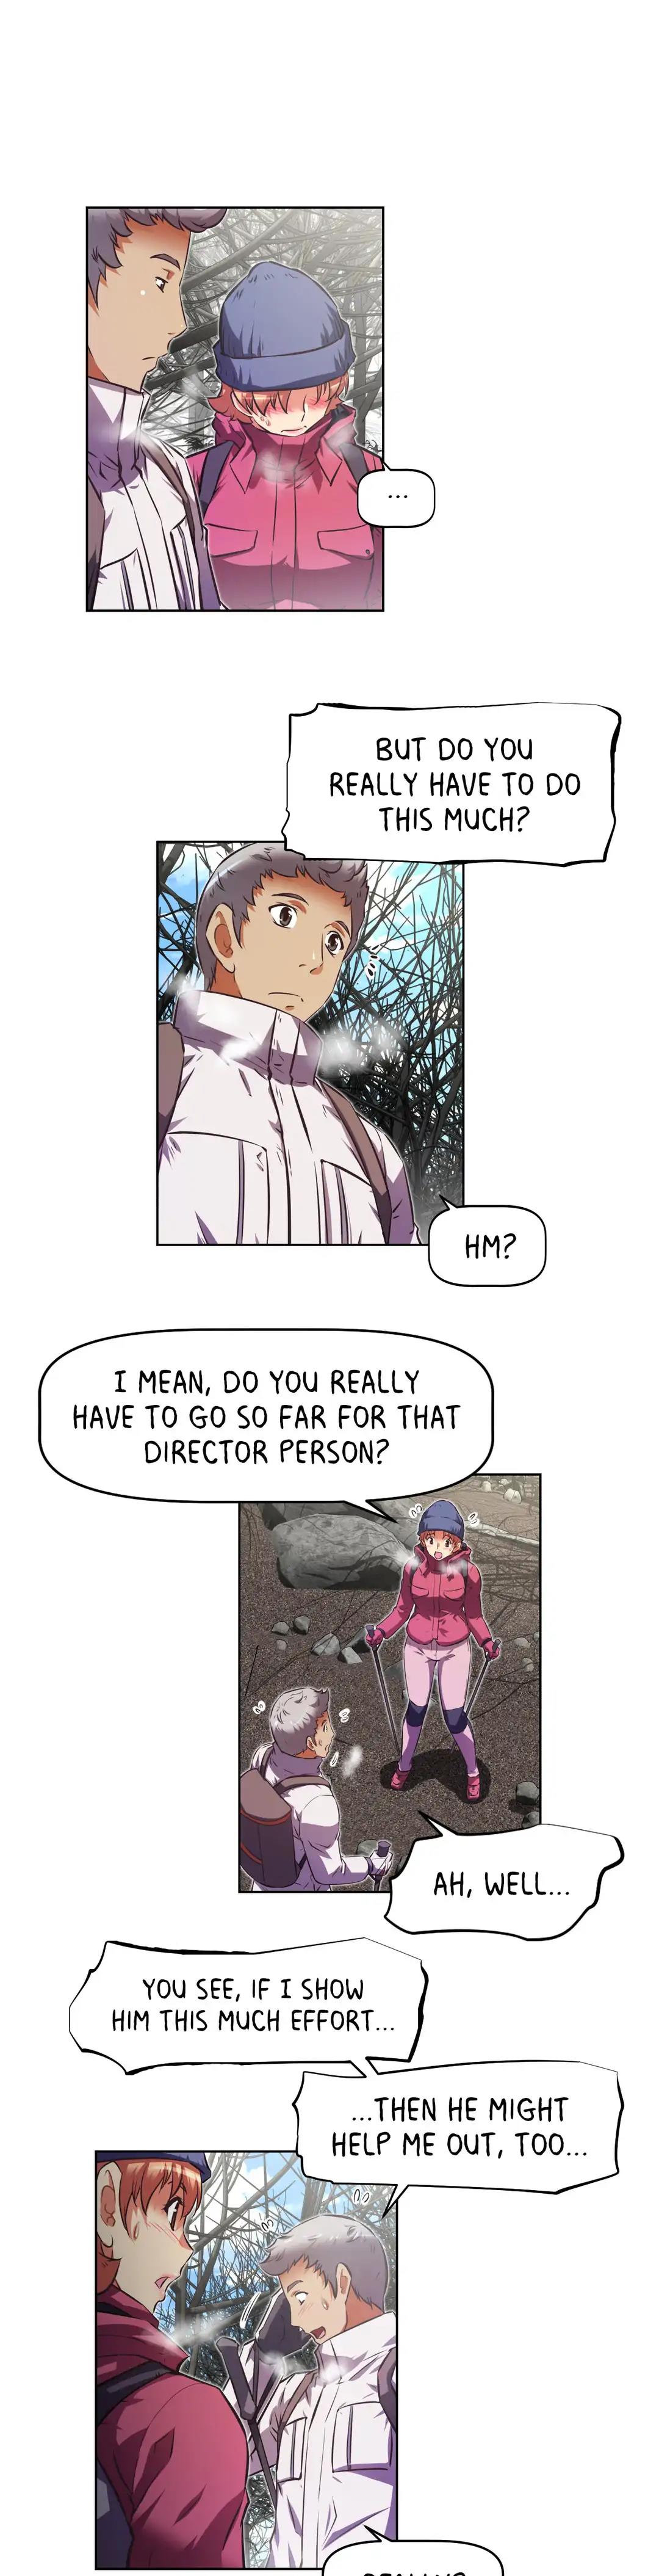 ...
BUT DO YOU
REALLY HAVE TO DO
THIS MUCH?
HM?
I MEAN, DO YOU REALLY
HAVE TO GO SO FAR FOR THAT
DIRECTOR PERSON?
AH, WELL...
YOU SEE, IF I SHOW
HIM THIS MUCH EFFORT...
...THEN HE MIGHT
HELP ME OUT, TOO...